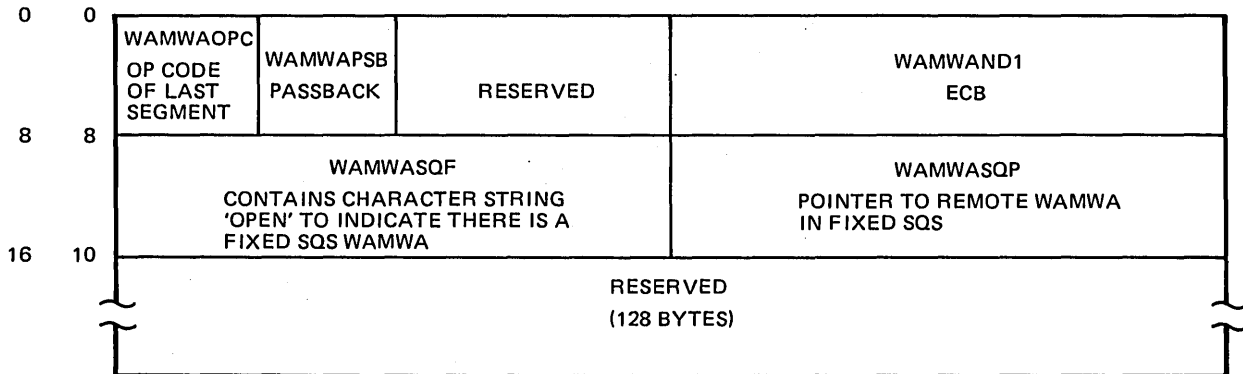 0 0
WAMWAOPC
OP CODE
OF LAST
SEGMENT
WAMWAPSB
PASSBACK
RESERVED
WAMWAND1
ECB
8 8
WAMWASQF
CONTAINS CHARACTER STRING
'OPEN' TO INDICATE THERE IS A
FIXED SQS WAMWA
WAMWASQP
POINTER TO REMOTE WAMWA
IN FIXED SQS
16 10
RESERVED
(128 BYTES)